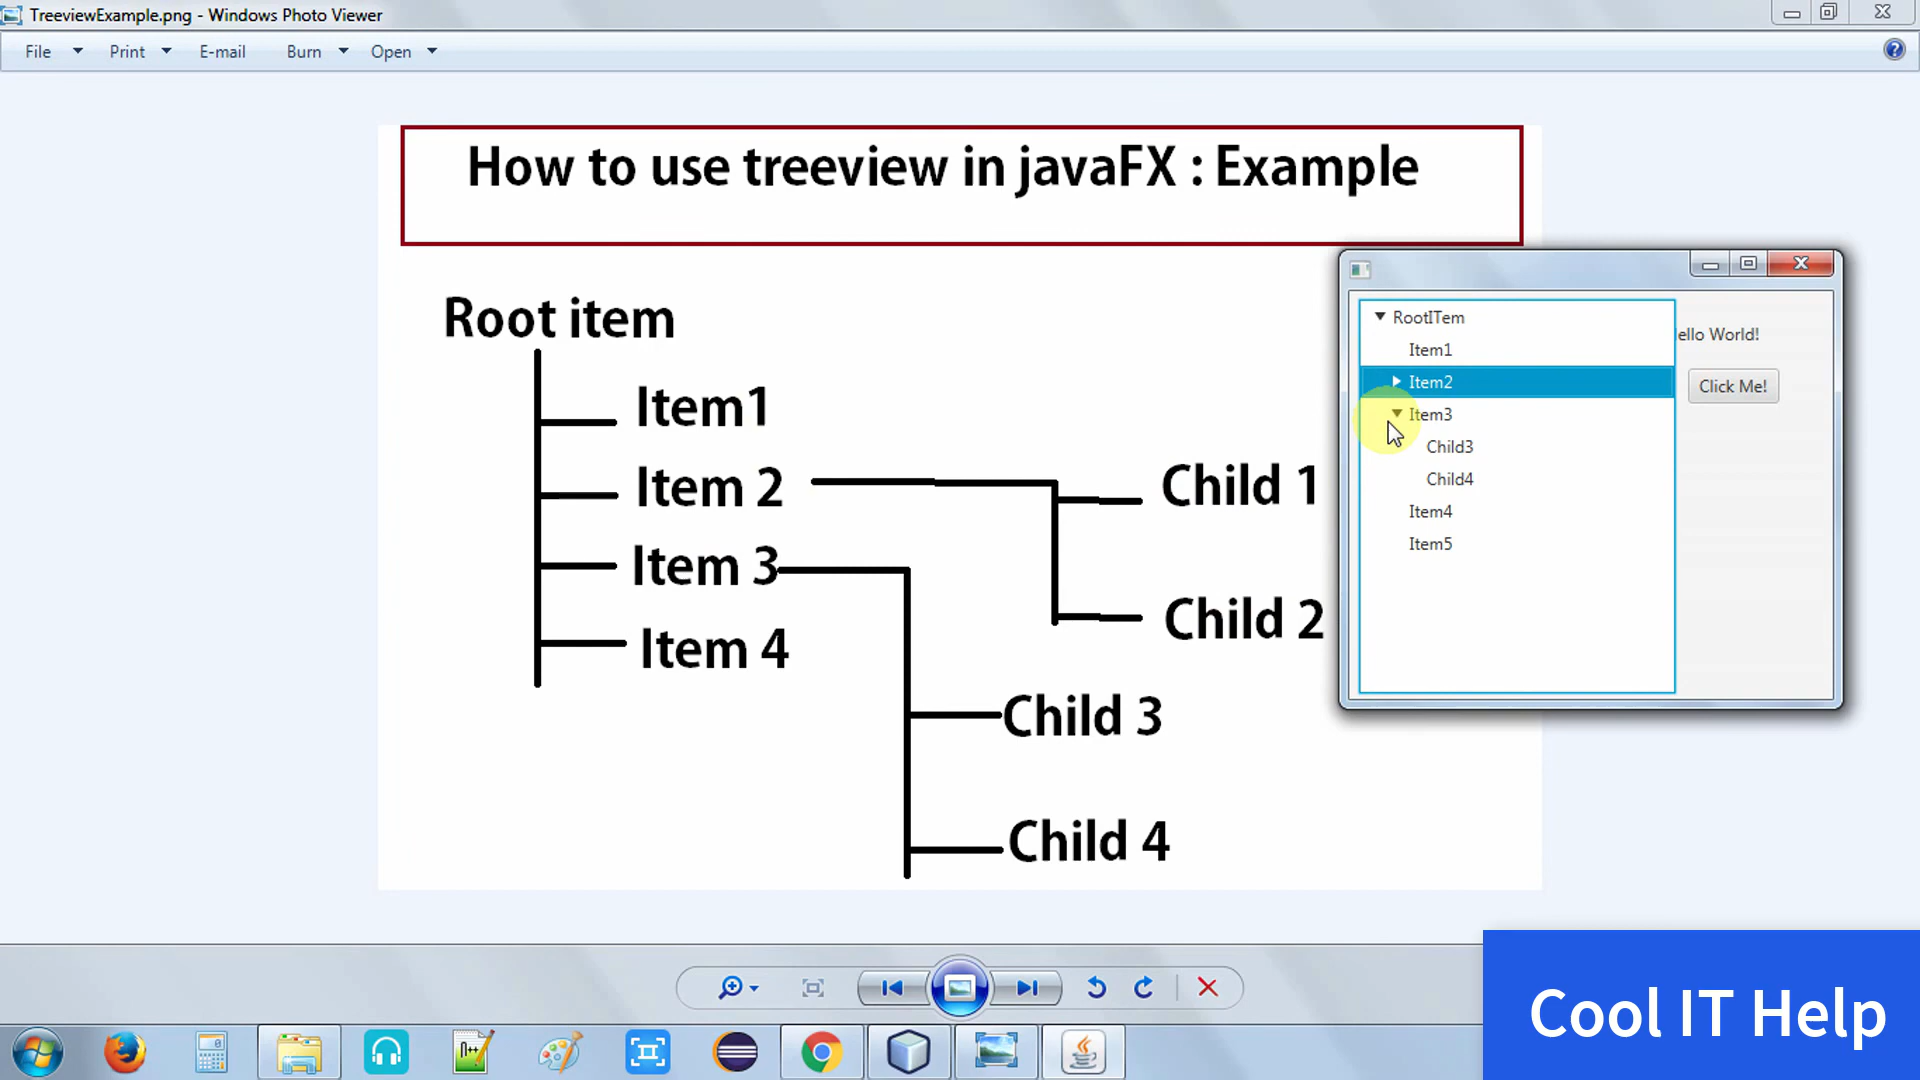 TreeviewExample.png - Windows Photo Viewer
File Print E-mail Burn Open
How to use treeview in javaFX : Example
Root item
Item1
Item 2
Item 3
Item 4
Child 1
Child 2
Child 3
Child 4
RootITem
Item1
Item2
Item3
Child3
Child4
Item4
Item5
ello World!
Click Me!
Cool IT Help